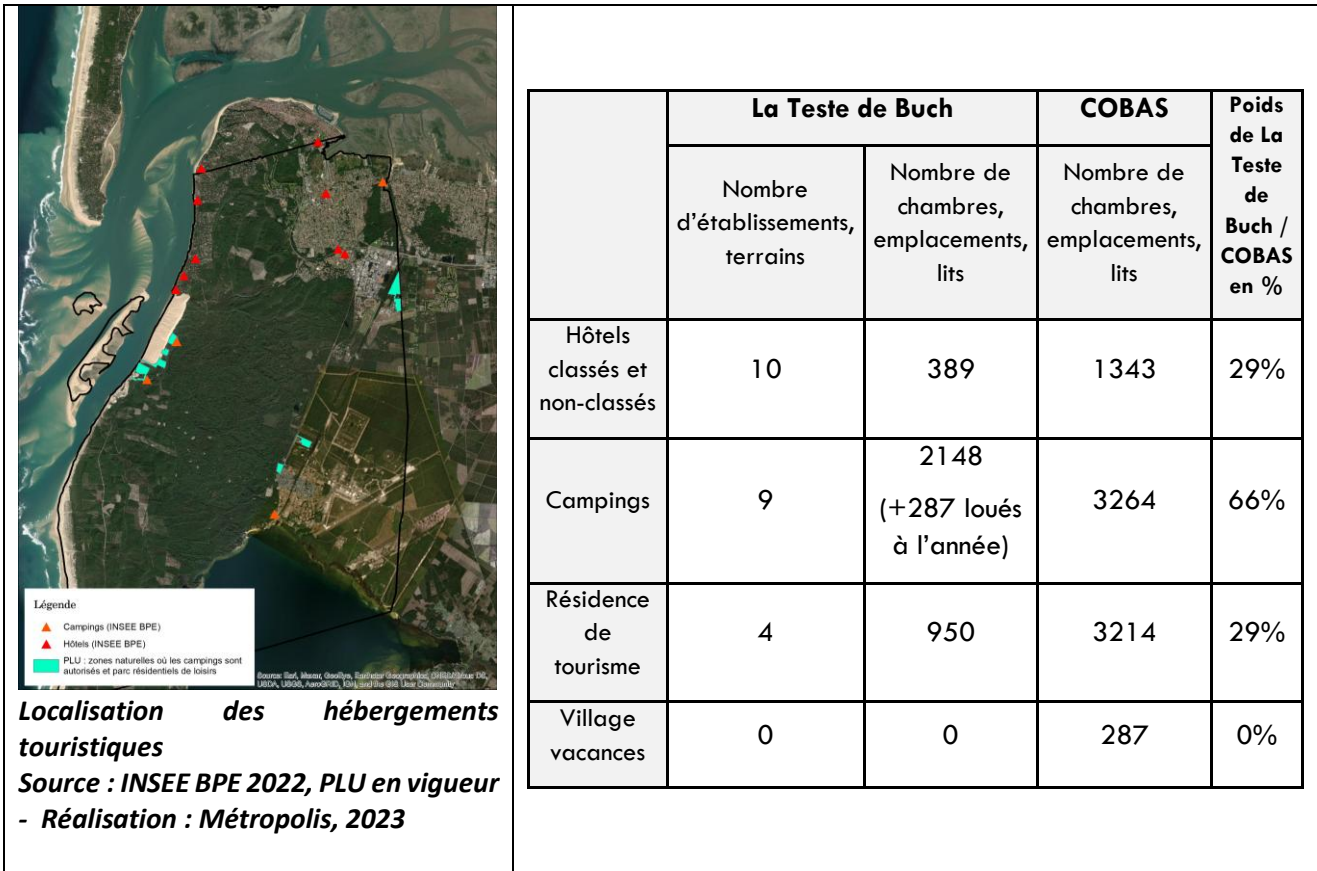 Légende
Campings (INSEE BPE)
Hôtels (INSEE BPE)
PLU : zones naturelles où les campings sont
autorisés et parc résidentiels de loisirs
Localisation des hébergements
touristiques
Source : INSEE BPE 2022, PLU en vigueur
- Réalisation : Métropolis, 2023
La Teste de Buch
COBAS
Poids
de La
Teste
de
Buch /
COBAS
en %
Nombre
d'établissements,
terrains
Nombre de
chambres,
emplacements,
lits
Nombre de
chambres,
emplacements,
lits
Hôtels
classés et
non-classés
10
389
1343
29%
Campings
9
2148
(+287 loués
à l'année)
3264
66%
Résidence
de
tourisme
4
950
3214
29%
Village
vacances
0
0
287
0%